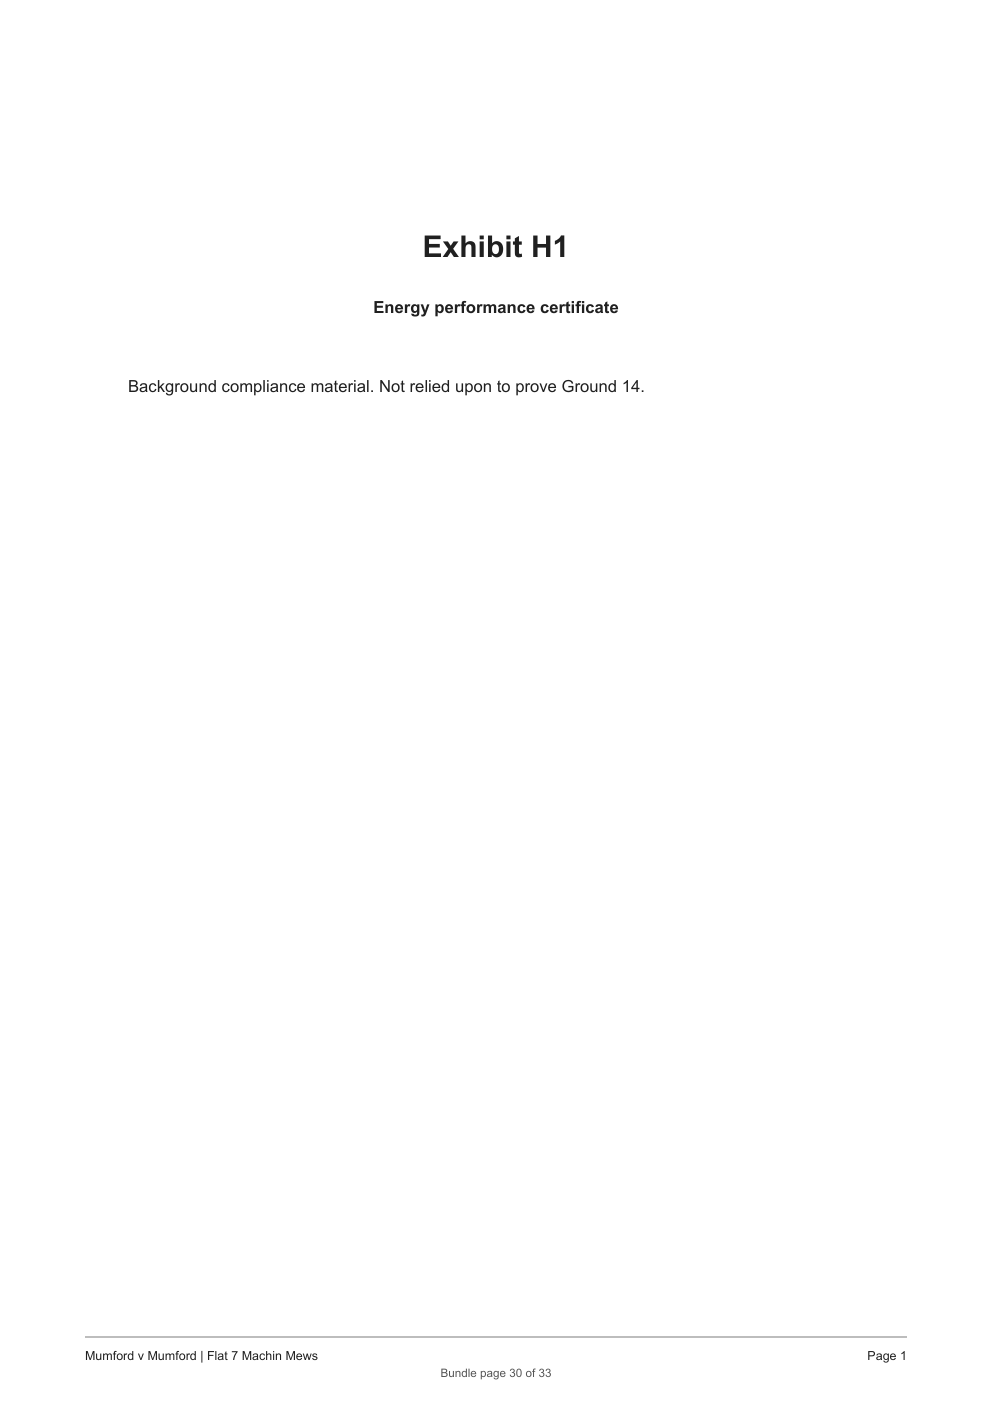 Exhibit H1
Energy performance certificate
Background compliance material. Not relied upon to prove Ground 14.
Mumford v Mumford | Flat 7 Machin Mews
Page 1
Bundle page 30 of 33